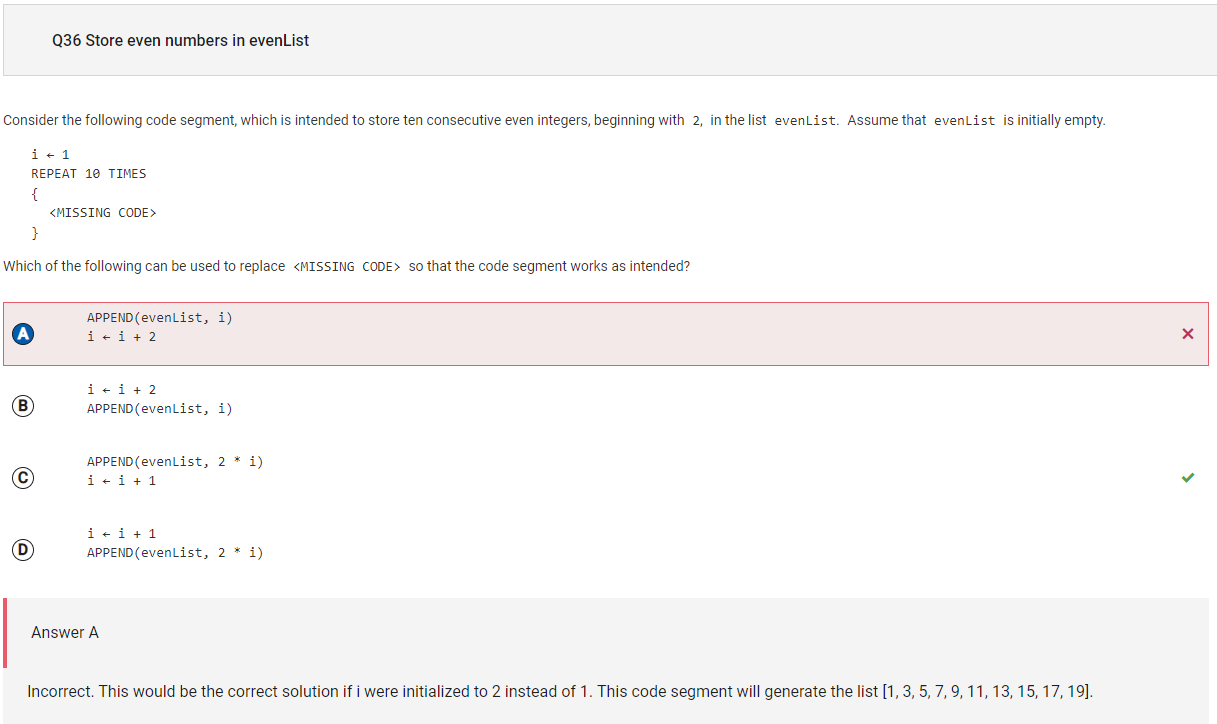 Q36 Store even numbers in evenList
Consider the following code segment, which is intended to store ten consecutive even integers, beginning with 2, in the list evenList. Assume that evenList is initially empty.
i ← 1
REPEAT 10 TIMES
{
<MISSING CODE>
}
Which of the following can be used to replace <MISSING CODE> so that the code segment works as intended?
A
APPEND(evenList, i)
i ← i + 2
B
i ← i + 2
APPEND(evenList, i)
C
APPEND(evenList, 2 * i)
i ← i + 1
D
i ← i + 1
APPEND(evenList, 2 * i)
Answer A
Incorrect. This would be the correct solution if i were initialized to 2 instead of 1. This code segment will generate the list [1, 3, 5, 7, 9, 11, 13, 15, 17, 19].